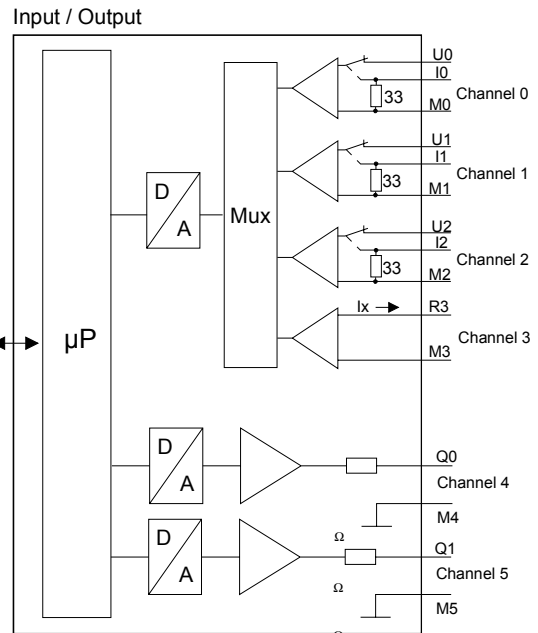 Input / Output
U0
I0
33
Channel 0
M0
U1
I1
D
33
Channel 1
M1
A
Mux
U2
I2
33
Channel 2
M2
Ix
R3
µP
Channel 3
M3
D
Q0
A
Channel 4
M4
D
Ω
Q1
A
Channel 5
Ω
M5
Ω